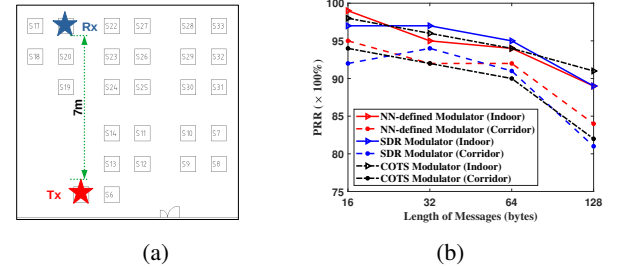 S17
Rx
S22
S27
S28
S33
S18
S20
S23
S26
S29
S32
S19
S24
S25
S30
S31
7m
S14
S11
S10
S7
S13
S12
S9
S8
Tx
S6
(a)
100
95
90
85
80
75
PRR (× 100%)
NN-defined Modulator (Indoor)
NN-defined Modulator (Corridor)
SDR Modulator (Indoor)
SDR Modulator (Corridor)
COTS Modulator (Indoor)
COTS Modulator (Corridor)
16
32
64
128
Length of Messages (bytes)
(b)